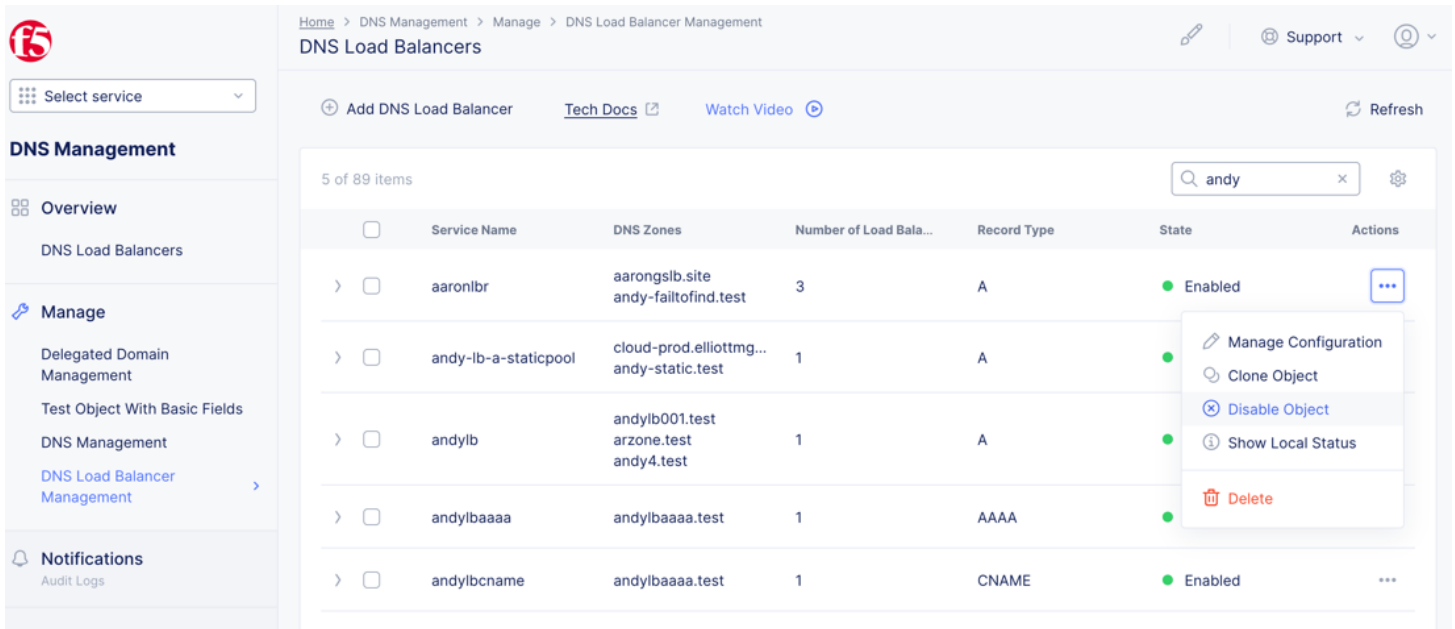 f5
Home > DNS Management > Manage > DNS Load Balancer Management
DNS Load Balancers
Support
Select service
Add DNS Load Balancer
Tech Docs
Watch Video
Refresh
DNS Management
5 of 89 items
andy
Overview
DNS Load Balancers
Manage
Delegated Domain
Management
Test Object With Basic Fields
DNS Management
DNS Load Balancer
Management
Notifications
Audit Logs
Service Name DNS Zones Number of Load Bala... Record Type State Actions
aaronlbr aarongslb.site 3 A Enabled
andy-failtofind.test
andy-lb-a-staticpool cloud-prod.elliottmg... 1 A
andy-static.test
andylb andylb001.test 1 A
arzone.test
andy4.test
andylbaaaa andylbaaaa.test 1 AAAA
andylbcname andylbaaaa.test 1 CNAME Enabled
Manage Configuration
Clone Object
Disable Object
Show Local Status
Delete